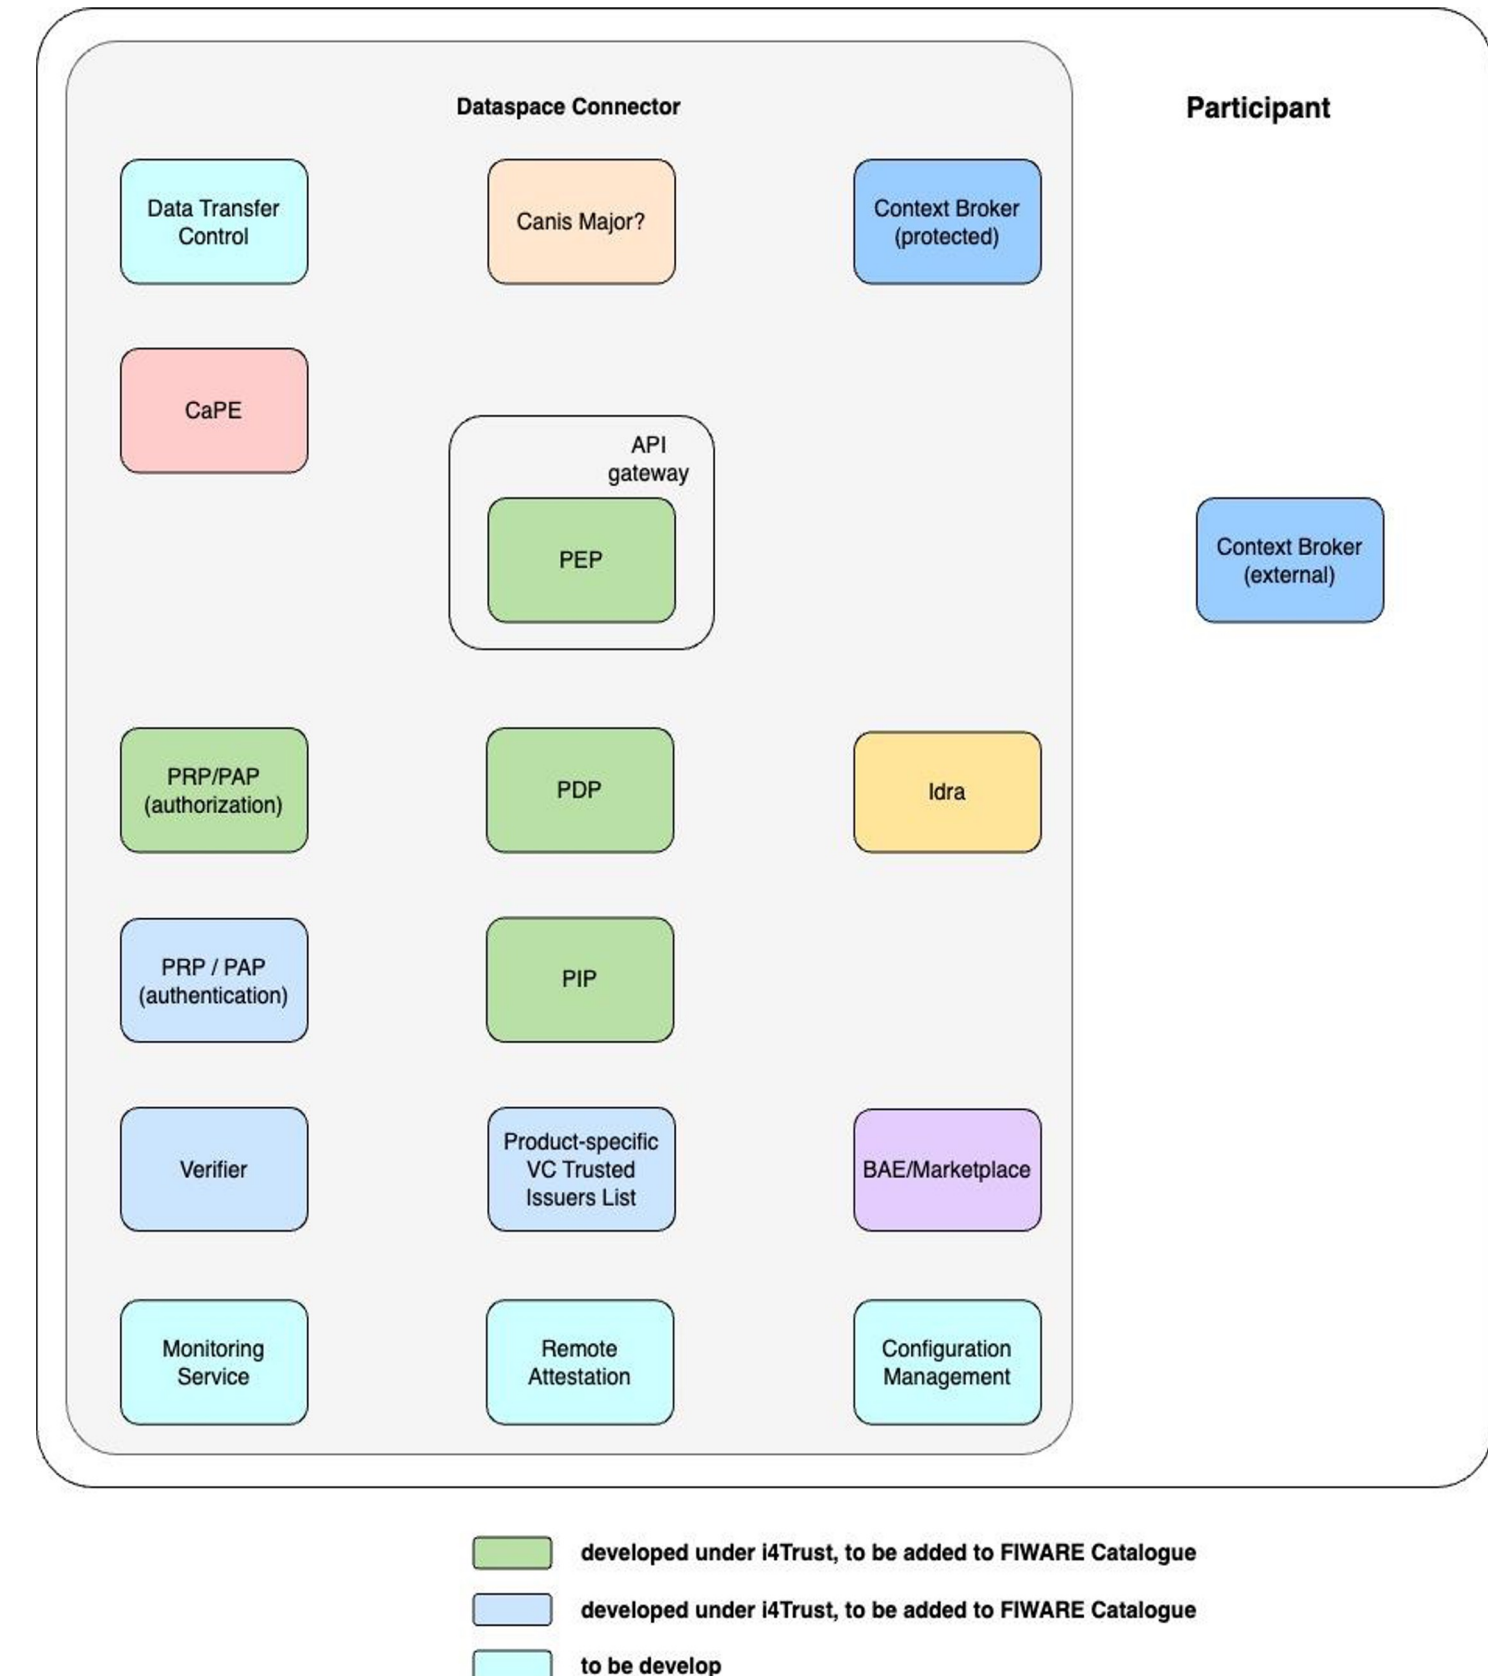 Dataspace Connector
Participant
Data Transfer
Control
Canis Major?
Context Broker
(protected)
CaPE
API
gateway
PEP
Context Broker
(external)
PRP/PAP
(authorization)
PDP
Idra
PRP / PAP
(authentication)
PIP
Verifier
Product-specific
VC Trusted
Issuers List
BAE/Marketplace
Monitoring
Service
Remote
Attestation
Configuration
Management
developed under i4Trust, to be added to FIWARE Catalogue
developed under i4Trust, to be added to FIWARE Catalogue
to be develop